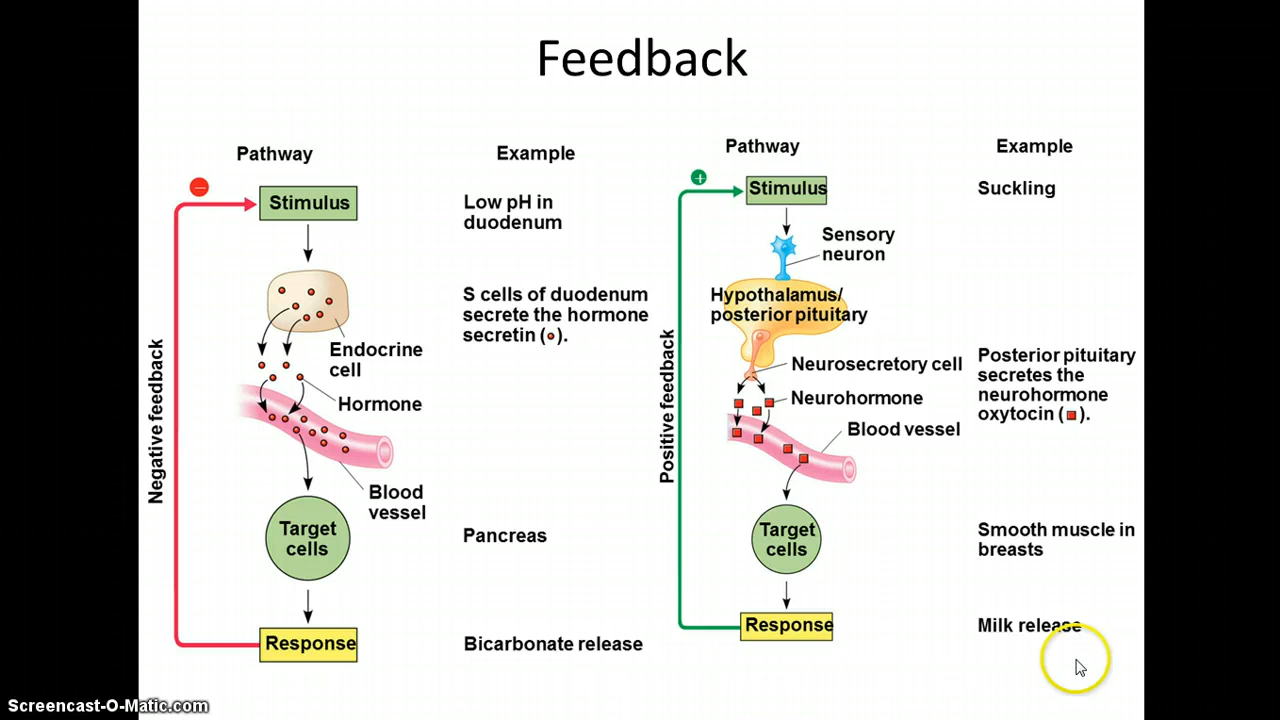 Feedback
Pathway
Example
−
Stimulus
Low pH in
duodenum
S cells of duodenum
secrete the hormone
secretin ( ).
Endocrine
cell
Hormone
Negative feedback
Blood
vessel
Target
cells
Pancreas
Response
Bicarbonate release
Pathway
Example
+
Stimulus
Suckling
Sensory
neuron
Hypothalamus/
posterior pituitary
Neurosecretory cell
Posterior pituitary
secretes the
neurohormone
oxytocin ( ).
Neurohormone
Blood vessel
Positive feedback
Target
cells
Smooth muscle in
breasts
Response
Milk release
Screencast-O-Matic.com